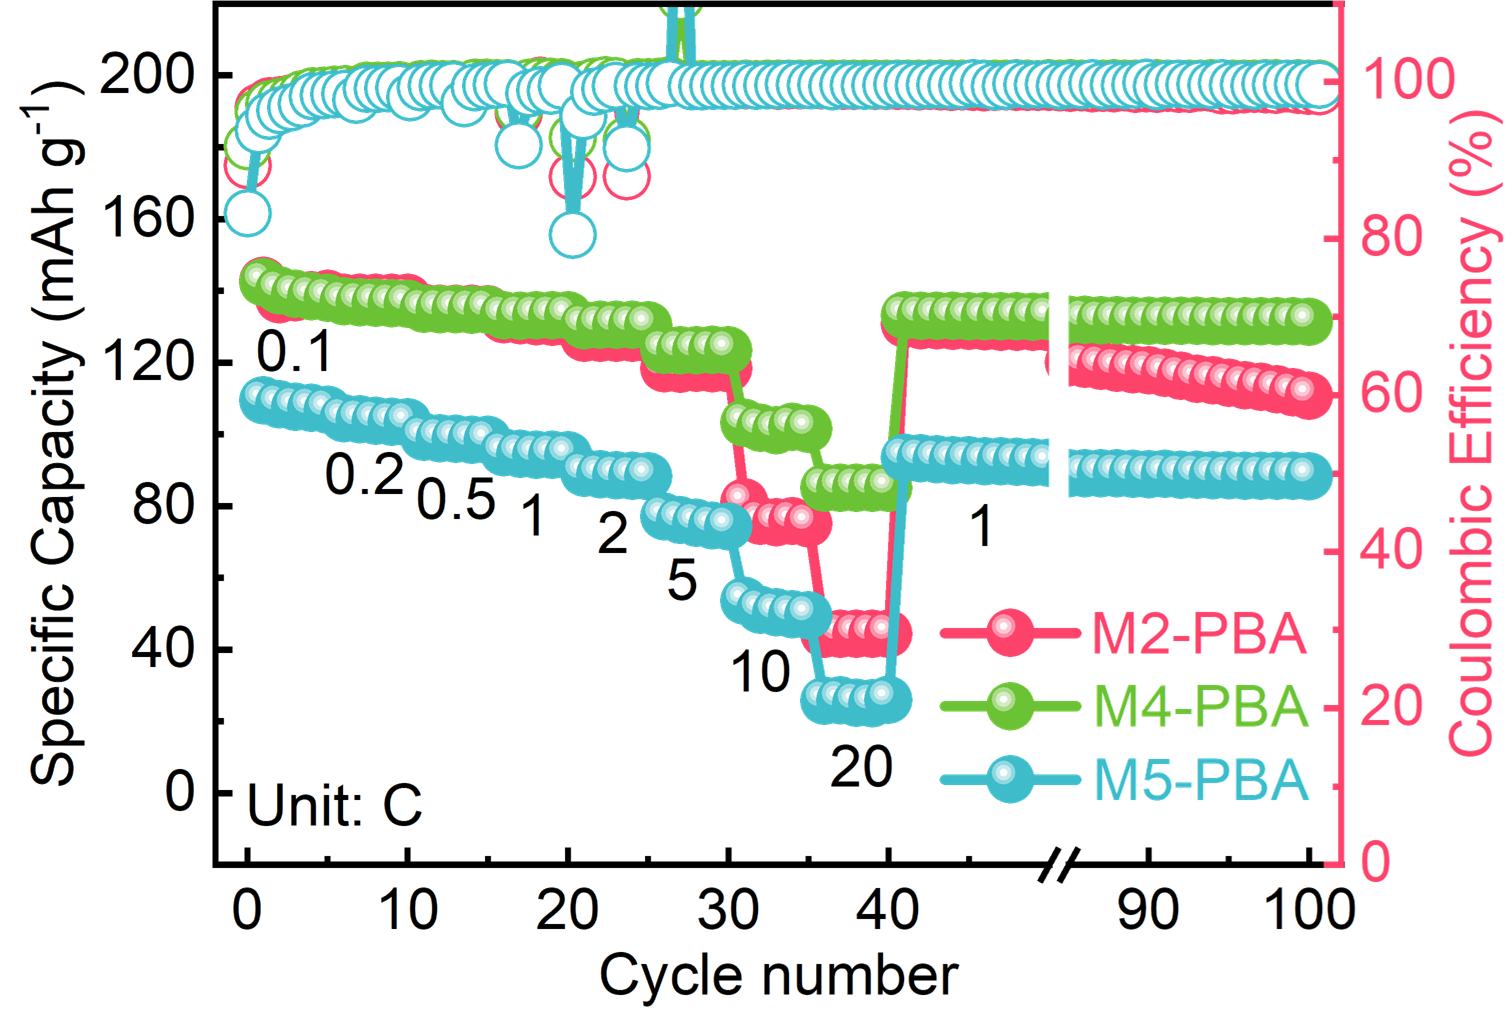 Specific Capacity (mAh g⁻¹)
200
160
120
80
40
0
0.1
0.2
0.5
1
2
5
10
20
1
Unit: C
M2-PBA
M4-PBA
M5-PBA
100
80
60
40
20
0
Coulombic Efficiency (%)
0 10 20 30 40 90 100
Cycle number